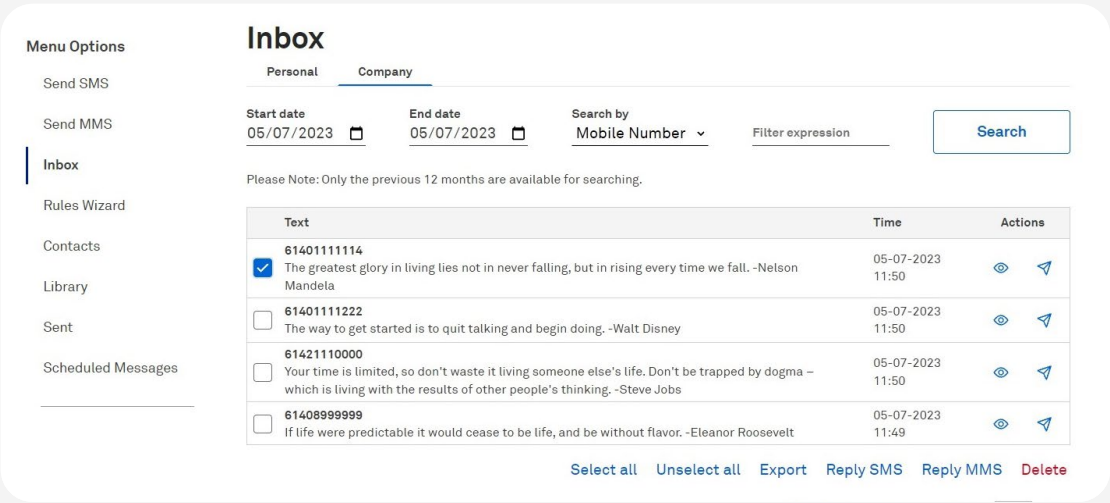 Menu Options
Send SMS
Send MMS
Inbox
Rules Wizard
Contacts
Library
Sent
Scheduled Messages
Inbox
Personal Company
Start date End date Search by
05/07/2023 05/07/2023 Mobile Number Filter expression Search
Please Note: Only the previous 12 months are available for searching.
Text Time Actions
61401111114
The greatest glory in living lies not in never falling, but in rising every time we fall. -Nelson
Mandela
05-07-2023
11:50
61401111222
The way to get started is to quit talking and begin doing. -Walt Disney
05-07-2023
11:50
61421110000
Your time is limited, so don't waste it living someone else's life. Don't be trapped by dogma –
which is living with the results of other people's thinking. -Steve Jobs
05-07-2023
11:50
61408999999
If life were predictable it would cease to be life, and be without flavor. -Eleanor Roosevelt
05-07-2023
11:49
Select all Unselect all Export Reply SMS Reply MMS Delete